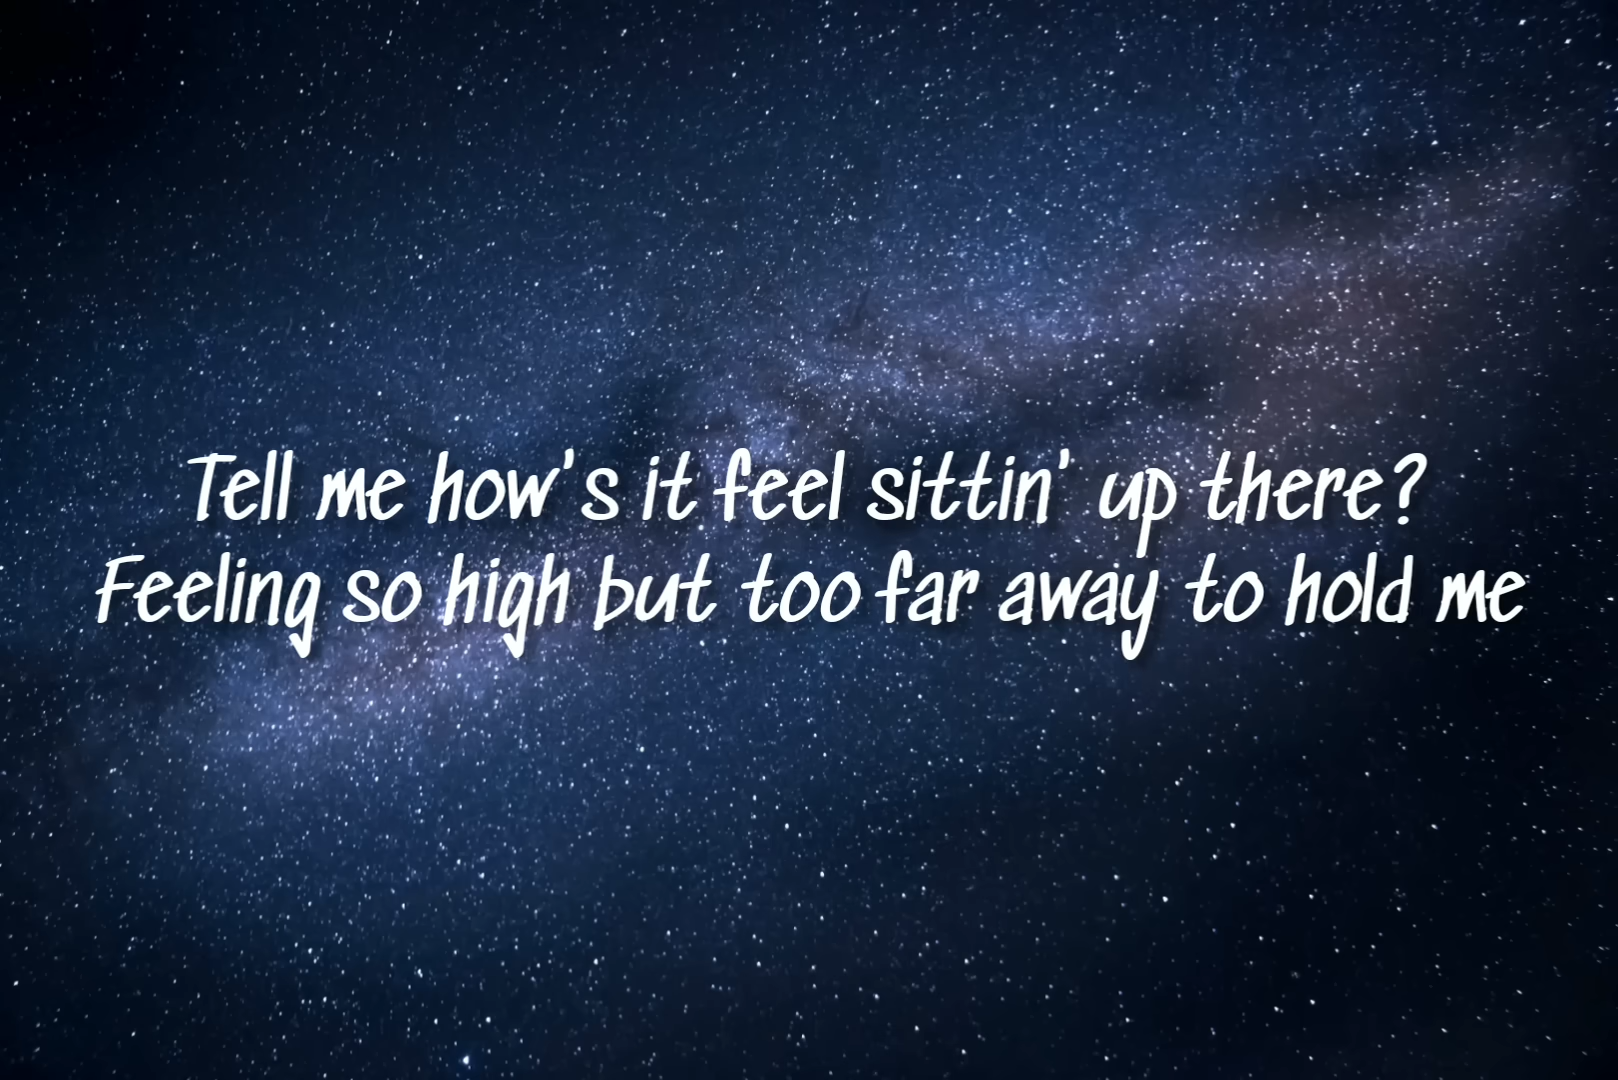 Tell me how's it feel sittin' up there?
Feeling so high but too far away to hold me